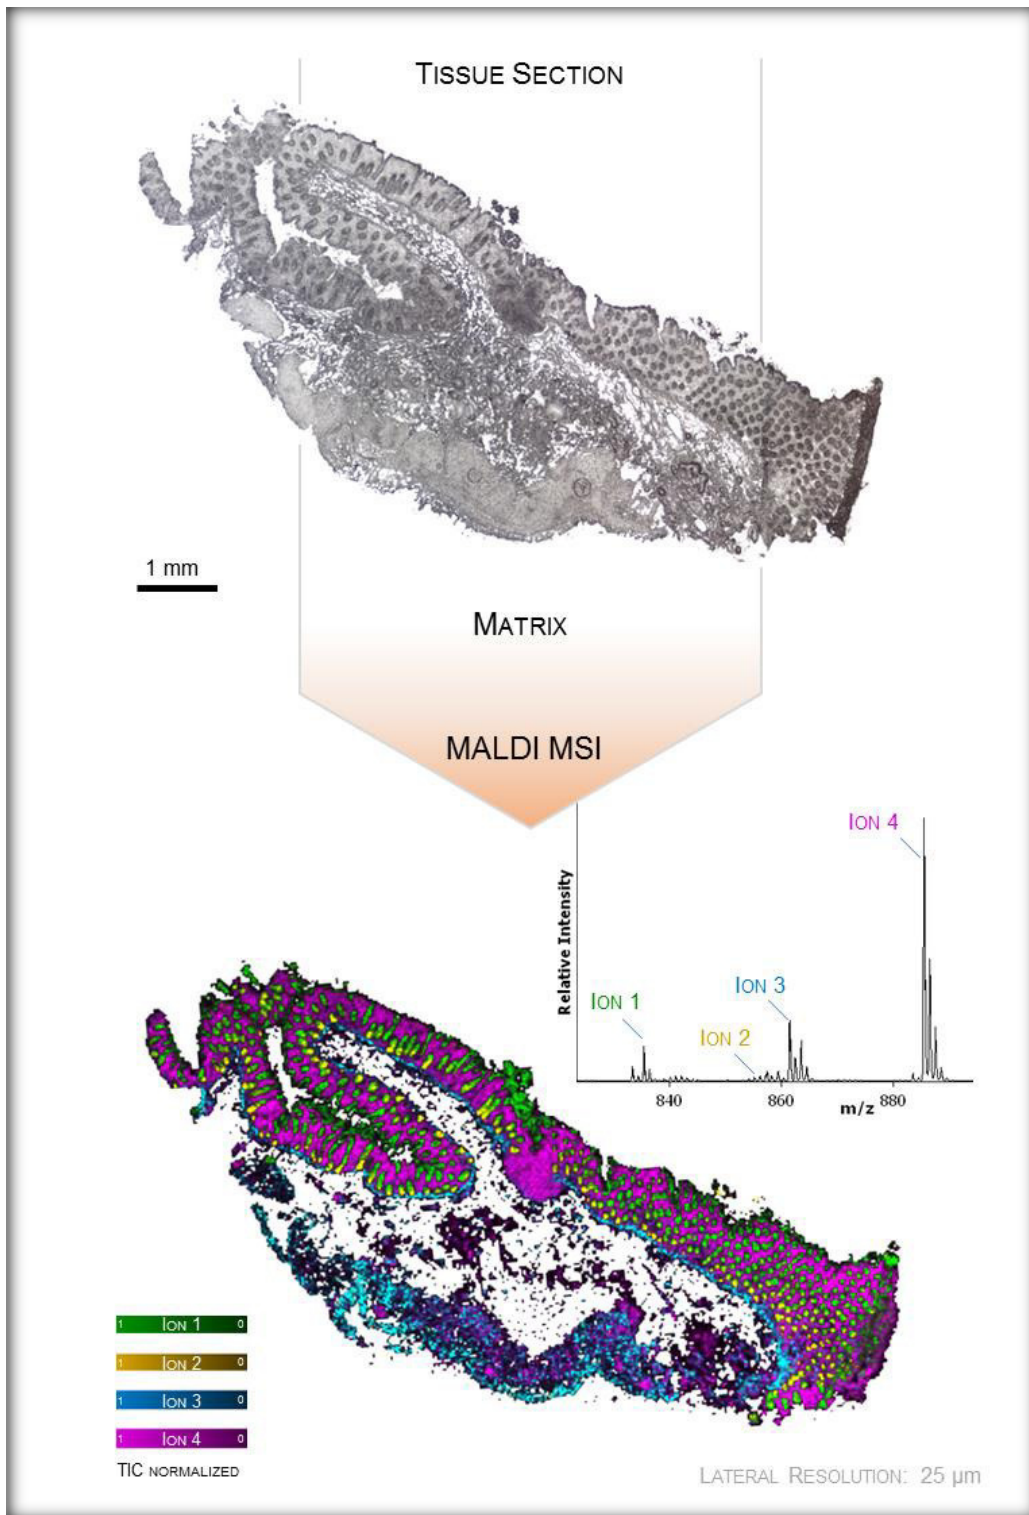 TISSUE SECTION
1 mm
MATRIX
MALDI MSI
ION 4
Relative Intensity
ION 3
ION 1
ION 2
840 860 880
m/z
1 ION 1 0
1 ION 2 0
1 ION 3 0
1 ION 4 0
TIC NORMALIZED
LATERAL RESOLUTION: 25 µm